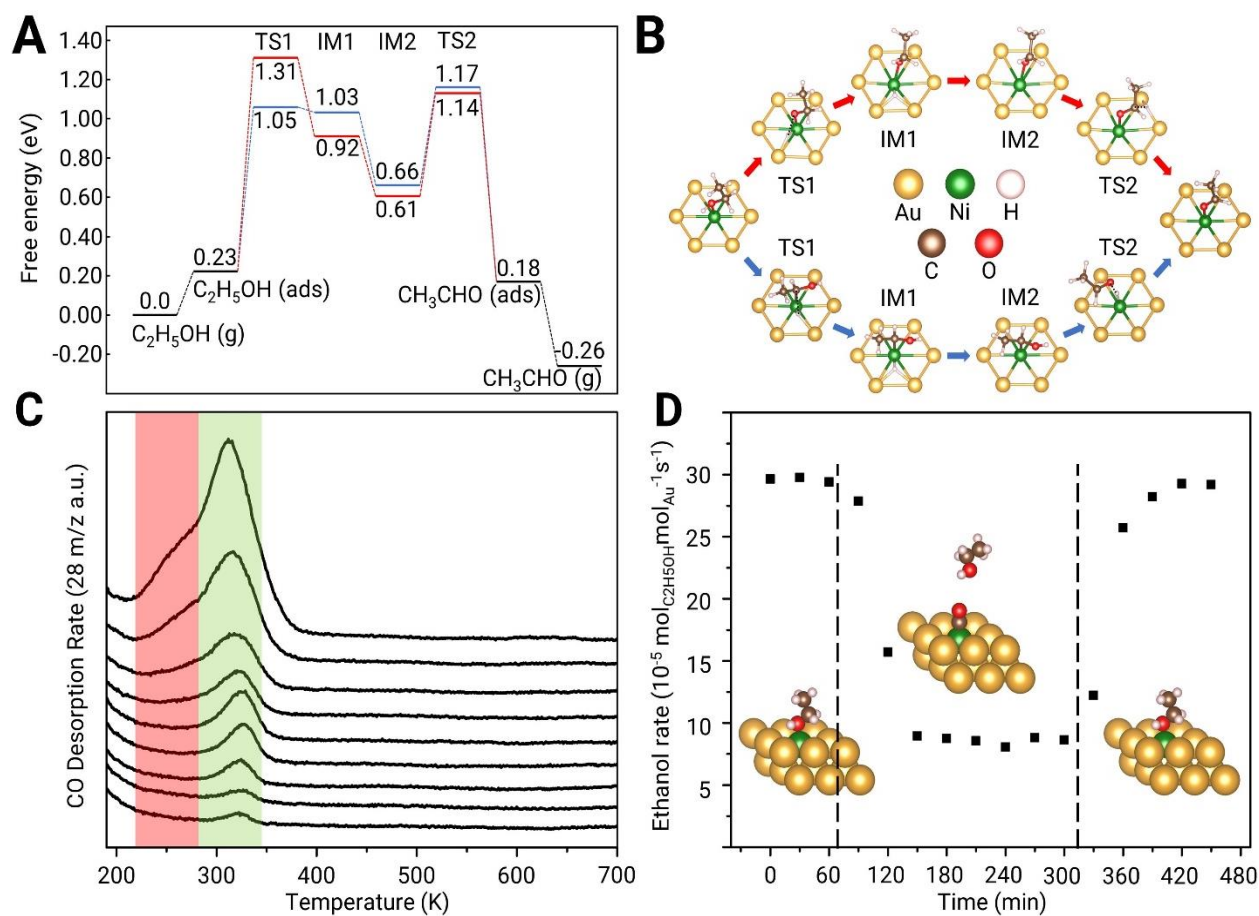 A
Free energy (eV)
1.40
1.20
1.00
0.80
0.60
0.40
0.20
0.00
-0.20
TS1 IM1 IM2 TS2
1.31
1.05
1.03
0.92
0.66
0.61
1.17
1.14
0.0
C₂H₅OH (g)
0.23
C₂H₅OH (ads)
0.18
CH₃CHO (ads)
-0.26
CH₃CHO (g)
B
IM1 IM2
TS1 TS2
Au Ni H
C O
TS1 TS2
IM1 IM2
C
CO Desorption Rate (28 m/z a.u.)
200 300 400 500 600 700
Temperature (K)
D
Ethanol rate (10⁻⁵ mol_C2H5OH mol_Au⁻¹s⁻¹)
30
25
20
15
10
5
0 60 120 180 240 300 360 420 480
Time (min)